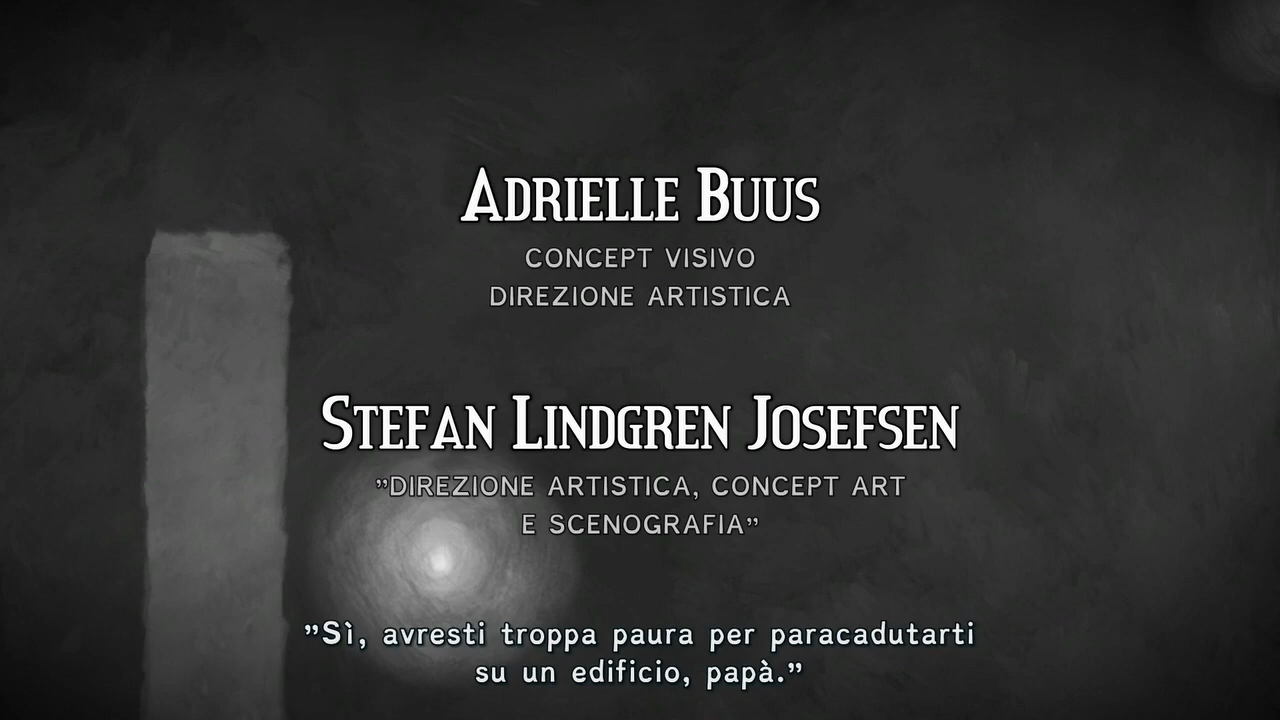 Adrielle Buus
CONCEPT VISIVO
DIREZIONE ARTISTICA
Stefan Lindgren Josefsen
”DIREZIONE ARTISTICA, CONCEPT ART
E SCENOGRAFIA”
”Sì, avresti troppa paura per paracadutarti
su un edificio, papà.”